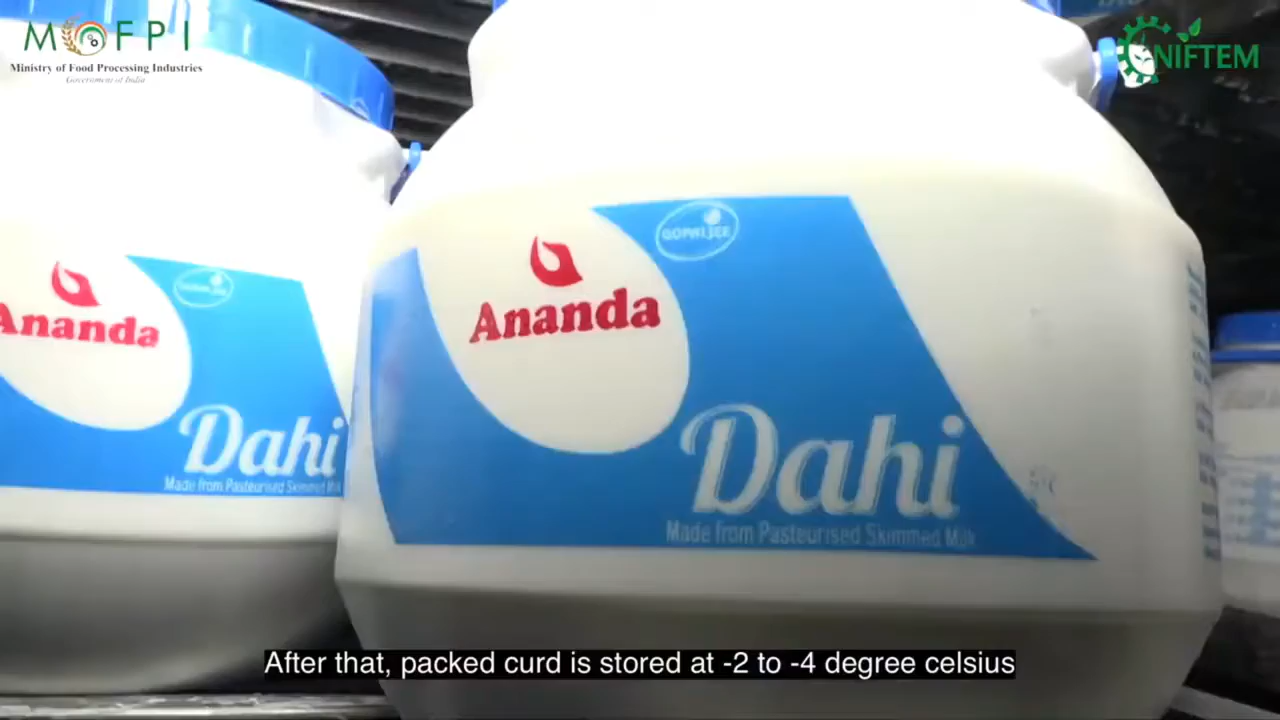 MOFPI
Ministry of Food Processing Industries
Government of India
NIFTEM
Ananda
Dahi
Made from Pasteurised Skimmed Milk
GOPALJEE
Ananda
Dahi
Made from Pasteurised Skimmed Milk
After that, packed curd is stored at -2 to -4 degree celsius